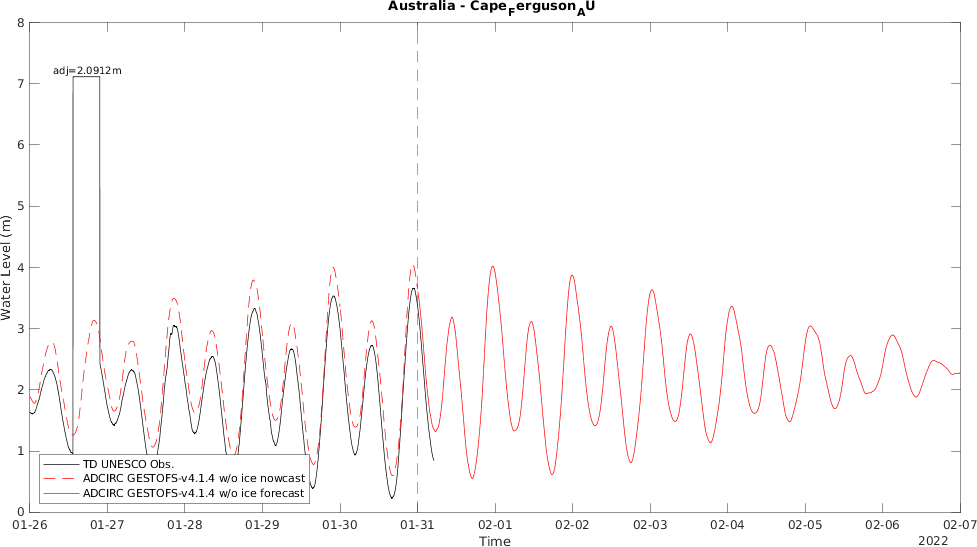 Australia - Cape_Ferguson_AU
8
adj=2.0912m
7
6
5
4
3
2
1
0
Water Level (m)
TD UNESCO Obs.
ADCIRC GESTOFS-v4.1.4 w/o ice nowcast
ADCIRC GESTOFS-v4.1.4 w/o ice forecast
01-26 01-27 01-28 01-29 01-30 01-31 02-01 02-02 02-03 02-04 02-05 02-06 02-07
Time
2022